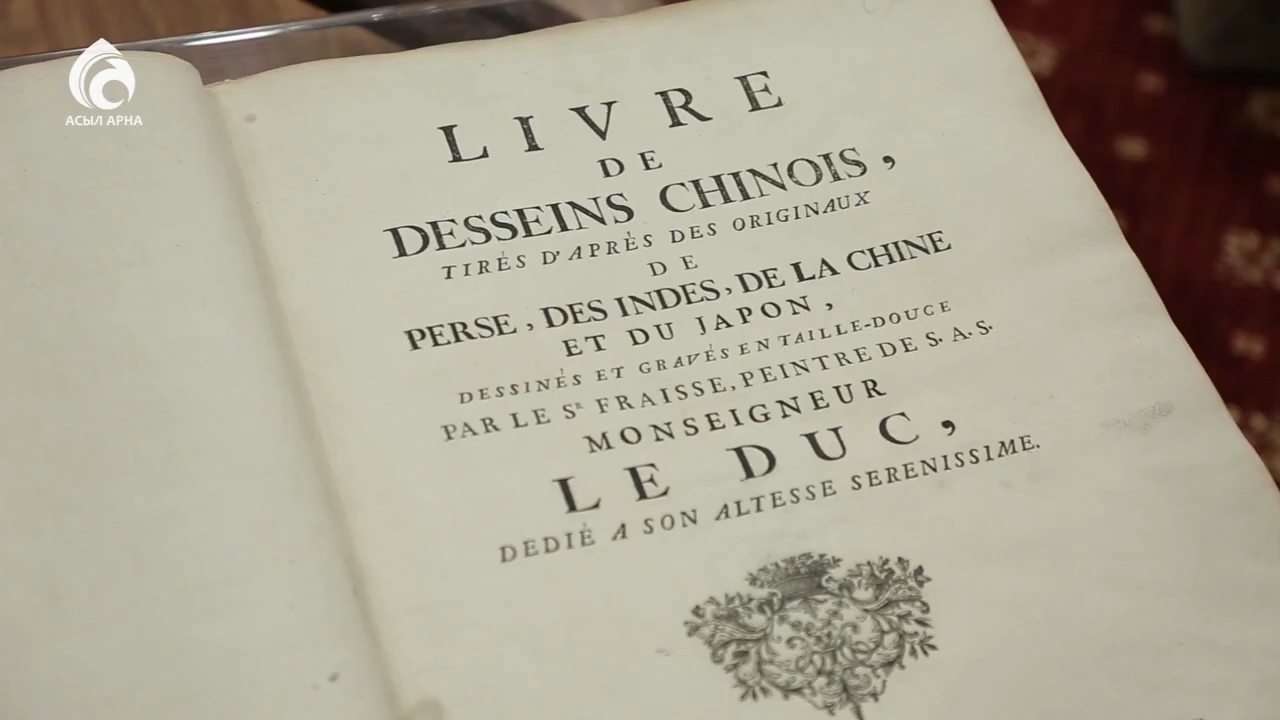 АСЫЛ АРНА
LIVRE
DE
DESSEINS CHINOIS,
TIRÉS D'APRÈS DES ORIGINAUX
DE
PERSE, DES INDES, DE LA CHINE
ET DU JAPON,
DESSINÉS ET GRAVÉS EN TAILLE-DOUCE
PAR LE SR FRAISSE, PEINTRE DE S. A. S.
MONSEIGNEUR
LE DUC,
DEDIÉ A SON ALTESSE SERENISSIME.